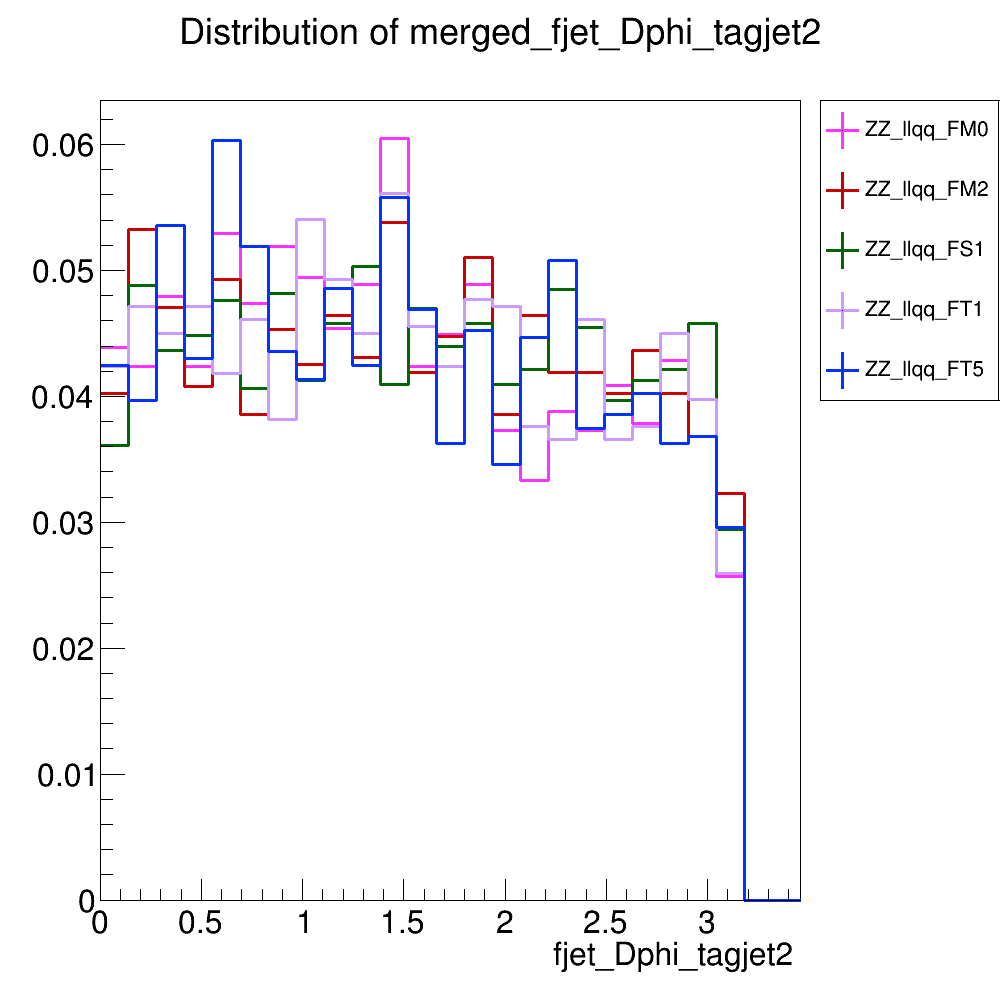 Distribution of merged_fjet_Dphi_tagjet2
0.06
0.05
0.04
0.03
0.02
0.01
0
0 0.5 1 1.5 2 2.5 3
fjet_Dphi_tagjet2
ZZ_llqq_FM0
ZZ_llqq_FM2
ZZ_llqq_FS1
ZZ_llqq_FT1
ZZ_llqq_FT5